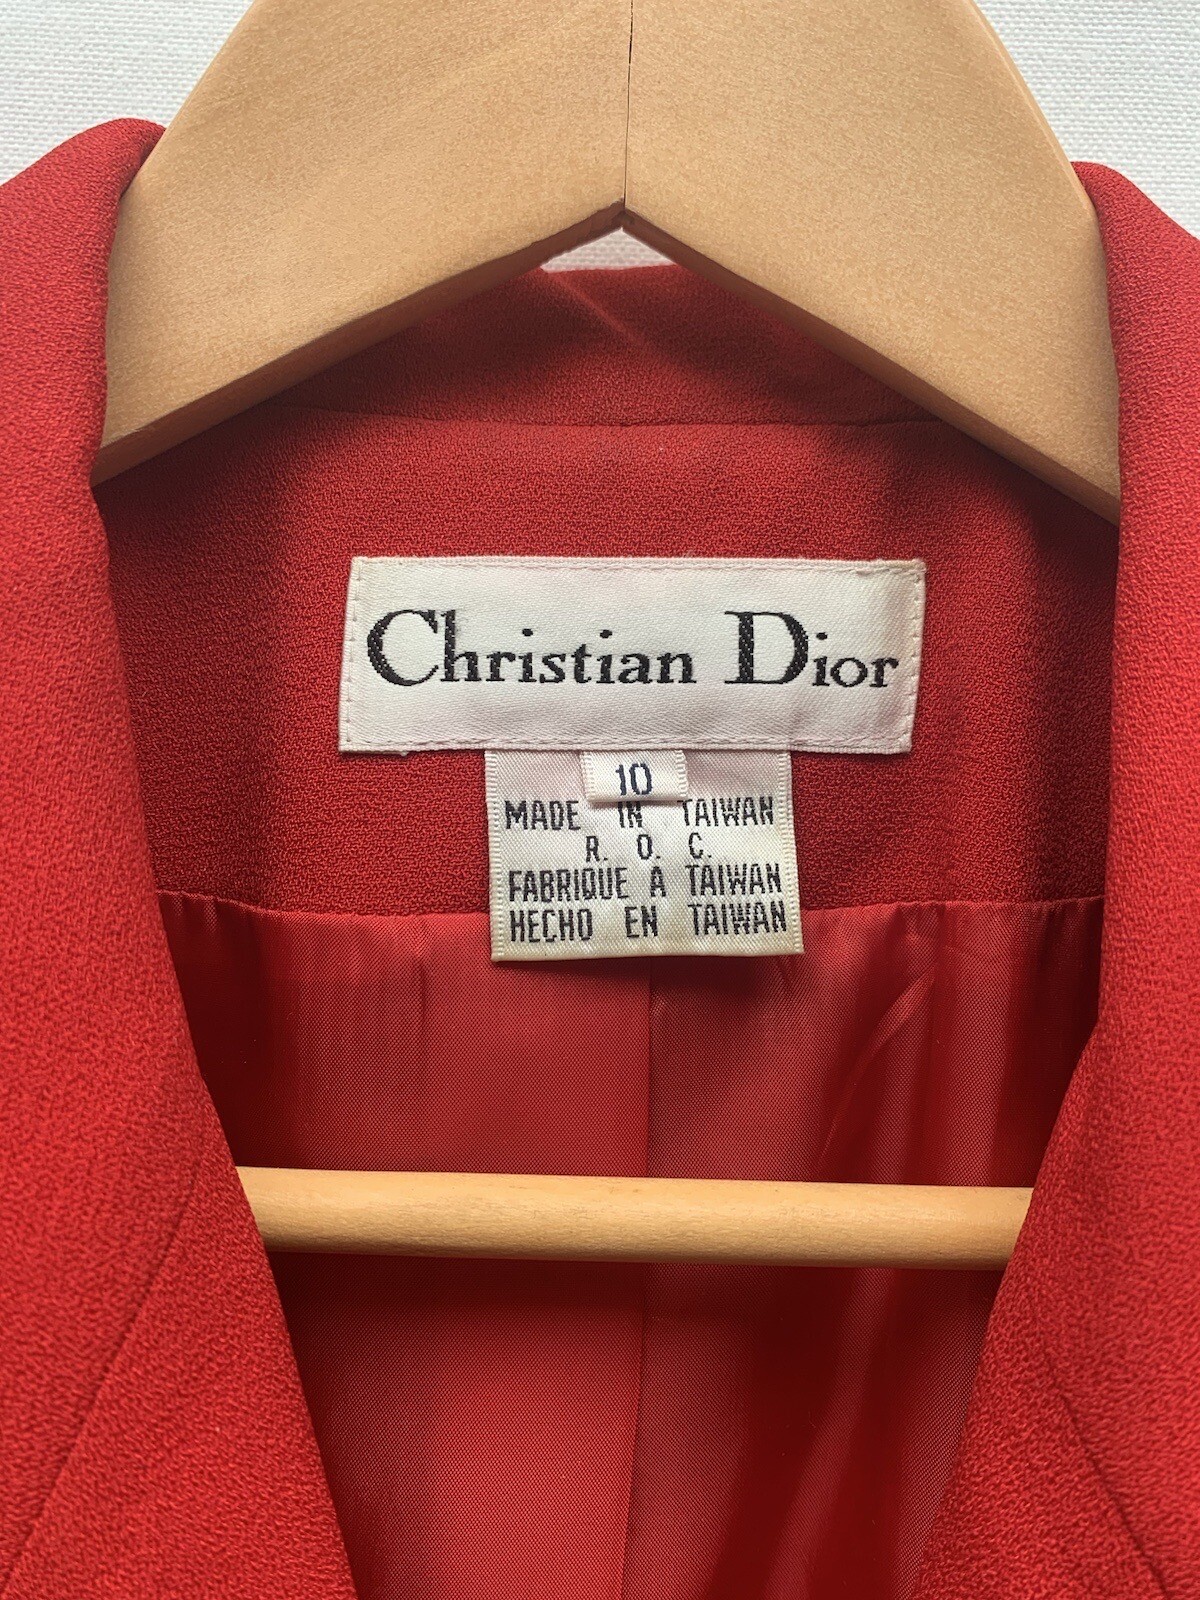 Christian Dior
10
MADE IN TAIWAN
R. O. C.
FABRIQUE À TAIWAN
HECHO EN TAIWAN